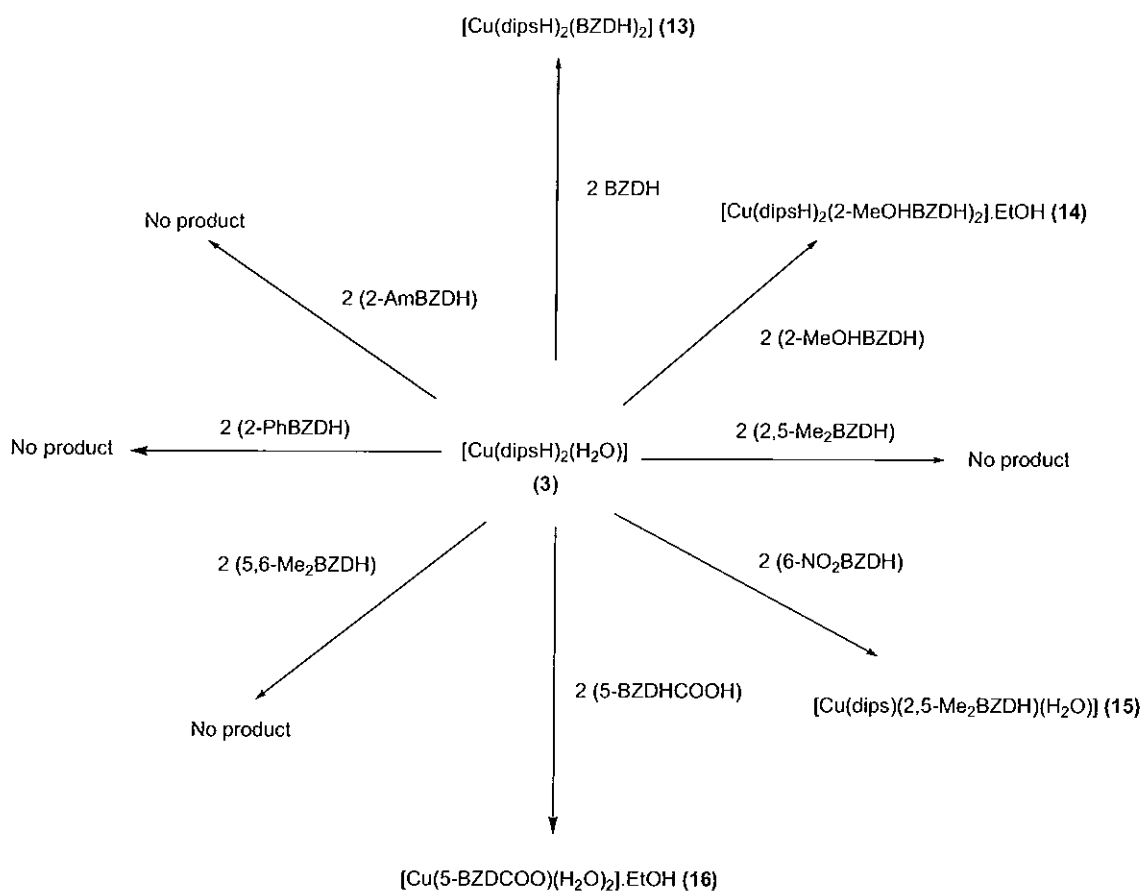 [Cu(dipsH)₂(BZDH)₂] (13)
2 BZDH
No product
[Cu(dipsH)₂(2-MeOHBZDH)₂].EtOH (14)
2 (2-AmBZDH)
2 (2-MeOHBZDH)
2 (2-PhBZDH)
2 (2,5-Me₂BZDH)
No product
[Cu(dipsH)₂(H₂O)]
No product
(3)
2 (5,6-Me₂BZDH)
2 (6-NO₂BZDH)
2 (5-BZDHCOOH)
[Cu(dips)(2,5-Me₂BZDH)(H₂O)] (15)
No product
[Cu(5-BZDCOO)(H₂O)₂].EtOH (16)